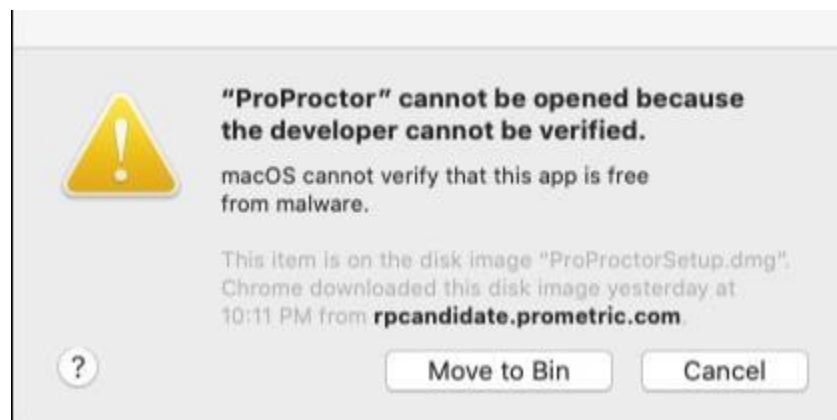 "ProProctor" cannot be opened because
the developer cannot be verified.
macOS cannot verify that this app is free
from malware.
This item is on the disk image "ProProctorSetup.dmg".
Chrome downloaded this disk image yesterday at
10:11 PM from rpcandidate.prometric.com.
?
Move to Bin
Cancel